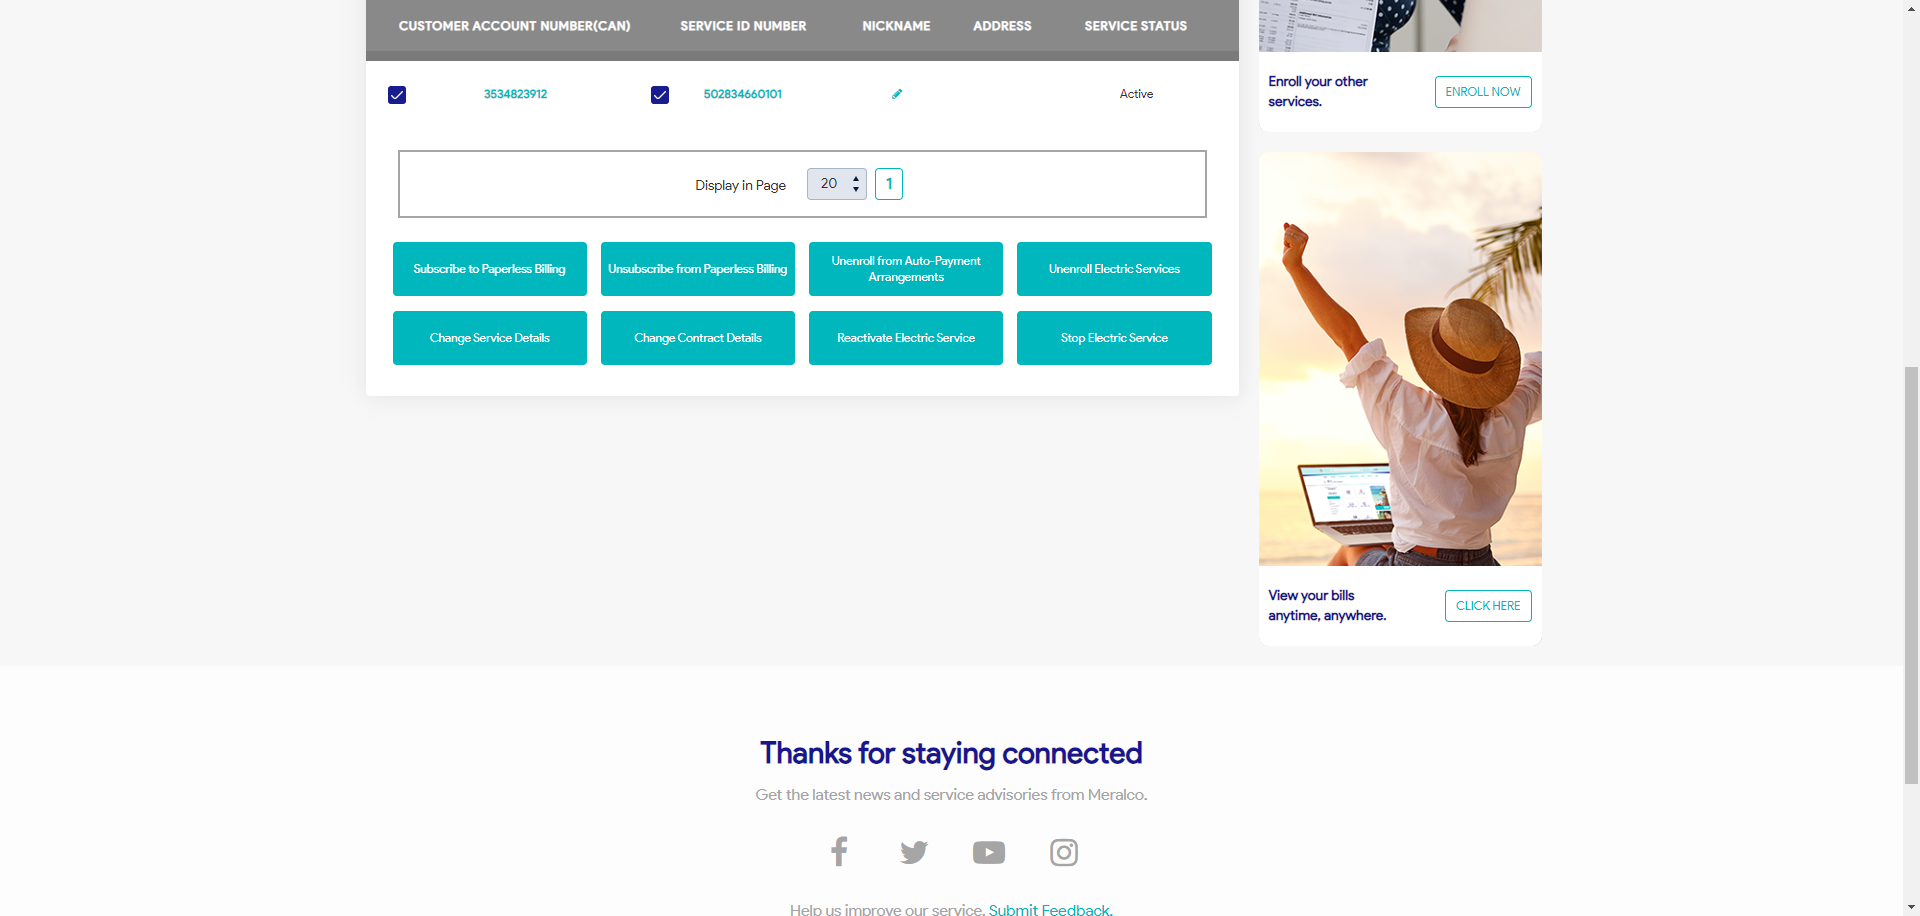 CUSTOMER ACCOUNT NUMBER(CAN) SERVICE ID NUMBER NICKNAME ADDRESS SERVICE STATUS
3534823912 502834660101 Active
Display in Page 20 1
Subscribe to Paperless Billing
Unsubscribe from Paperless Billing
Unenroll from Auto-Payment
Arrangements
Unenroll Electric Services
Change Service Details
Change Contract Details
Reactivate Electric Service
Stop Electric Service
Enroll your other
services.
ENROLL NOW
View your bills
anytime, anywhere.
CLICK HERE
Thanks for staying connected
Get the latest news and service advisories from Meralco.
Help us improve our service. Submit Feedback.